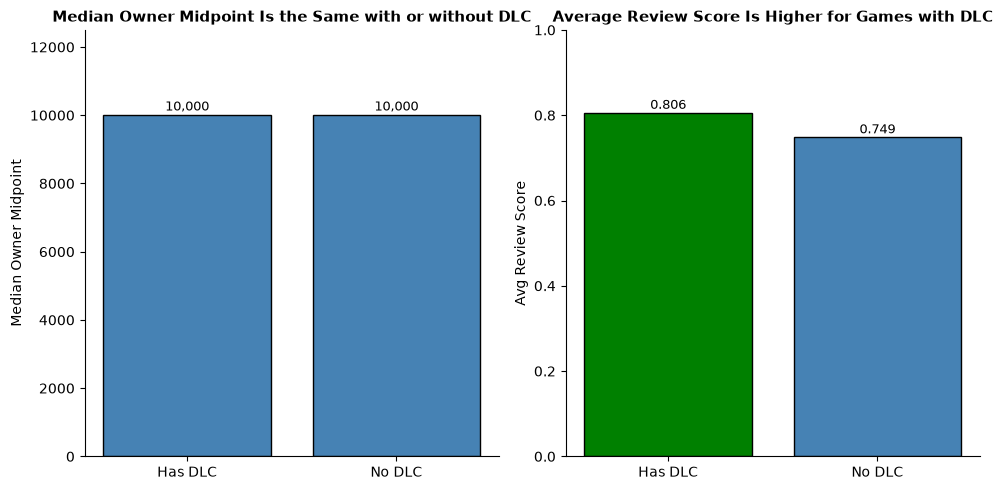 Median Owner Midpoint Is the Same with or without DLC
Median Owner Midpoint
12000
10000
8000
6000
4000
2000
0
10,000
10,000
Has DLC
No DLC
Average Review Score Is Higher for Games with DLC
Avg Review Score
1.0
0.8
0.6
0.4
0.2
0.0
0.806
0.749
Has DLC
No DLC